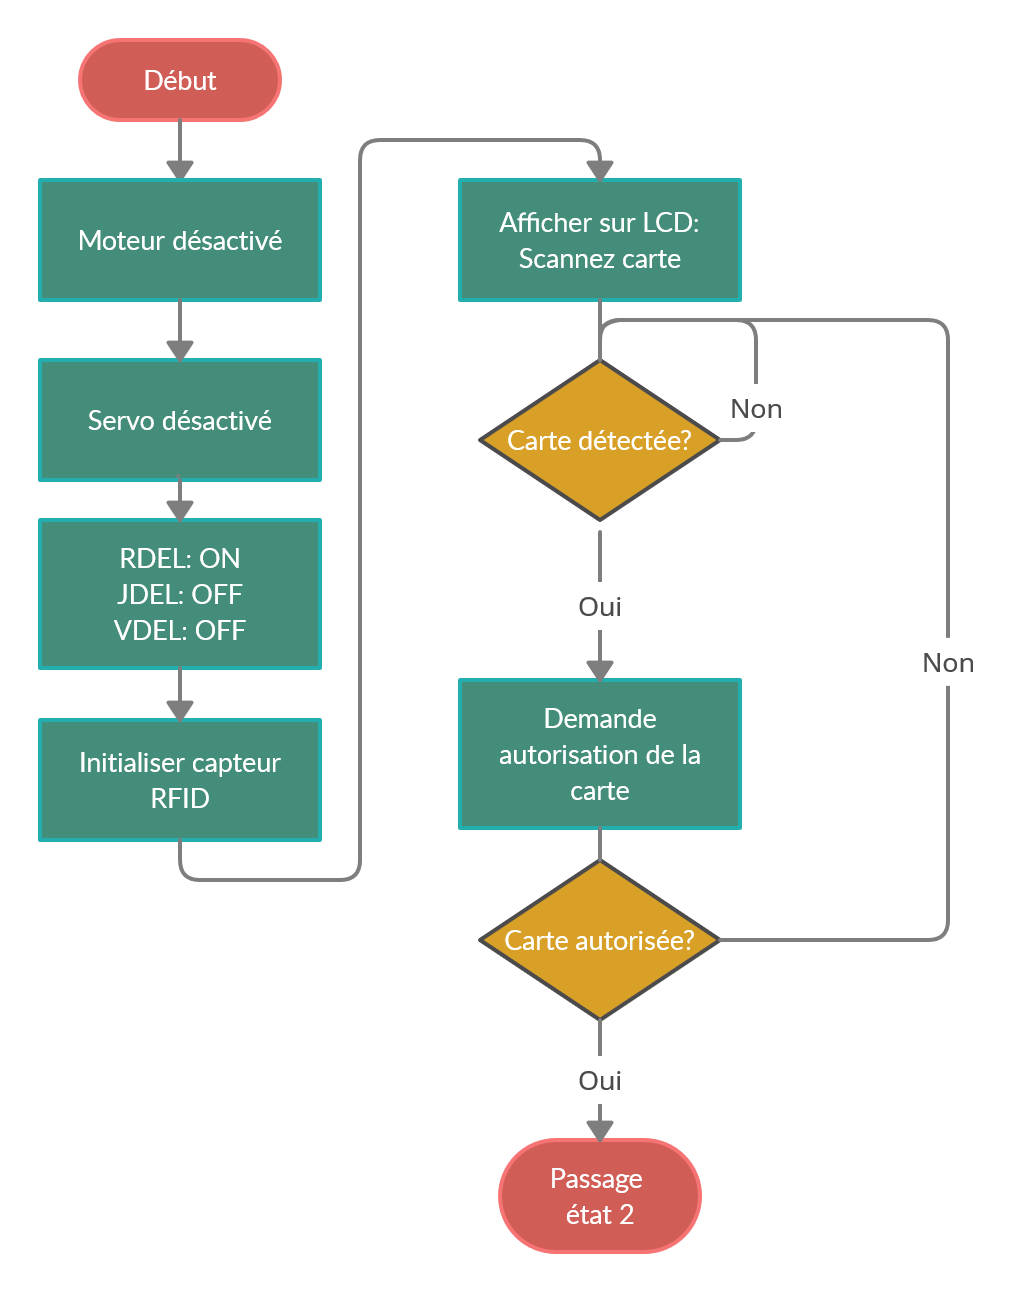 Début
Moteur désactivé
Servo désactivé
RDEL: ON
JDEL: OFF
VDEL: OFF
Initialiser capteur
RFID
Afficher sur LCD:
Scannez carte
Carte détectée?
Non
Oui
Demande
autorisation de la
carte
Carte autorisée?
Non
Oui
Passage
état 2